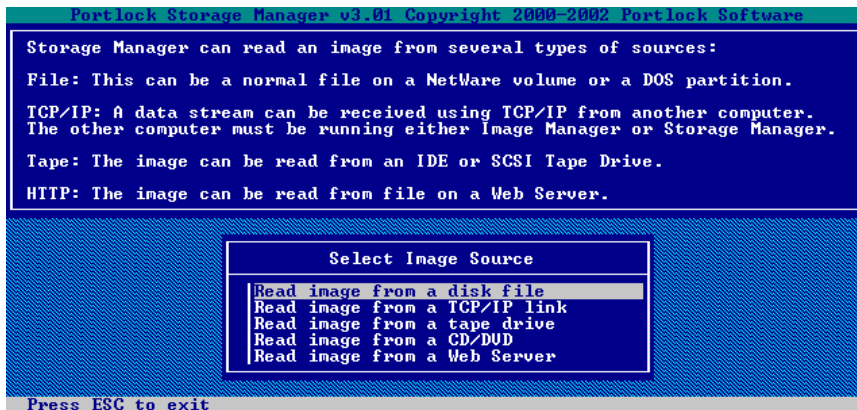 Portlock Storage Manager v3.01 Copyright 2000-2002 Portlock Software
Storage Manager can read an image from several types of sources:
File: This can be a normal file on a NetWare volume or a DOS partition.
TCP/IP: A data stream can be received using TCP/IP from another computer.
The other computer must be running either Image Manager or Storage Manager.
Tape: The image can be read from an IDE or SCSI Tape Drive.
HTTP: The image can be read from file on a Web Server.
Select Image Source
Read image from a disk file
Read image from a TCP/IP link
Read image from a tape drive
Read image from a CD/DVD
Read image from a Web Server
Press ESC to exit